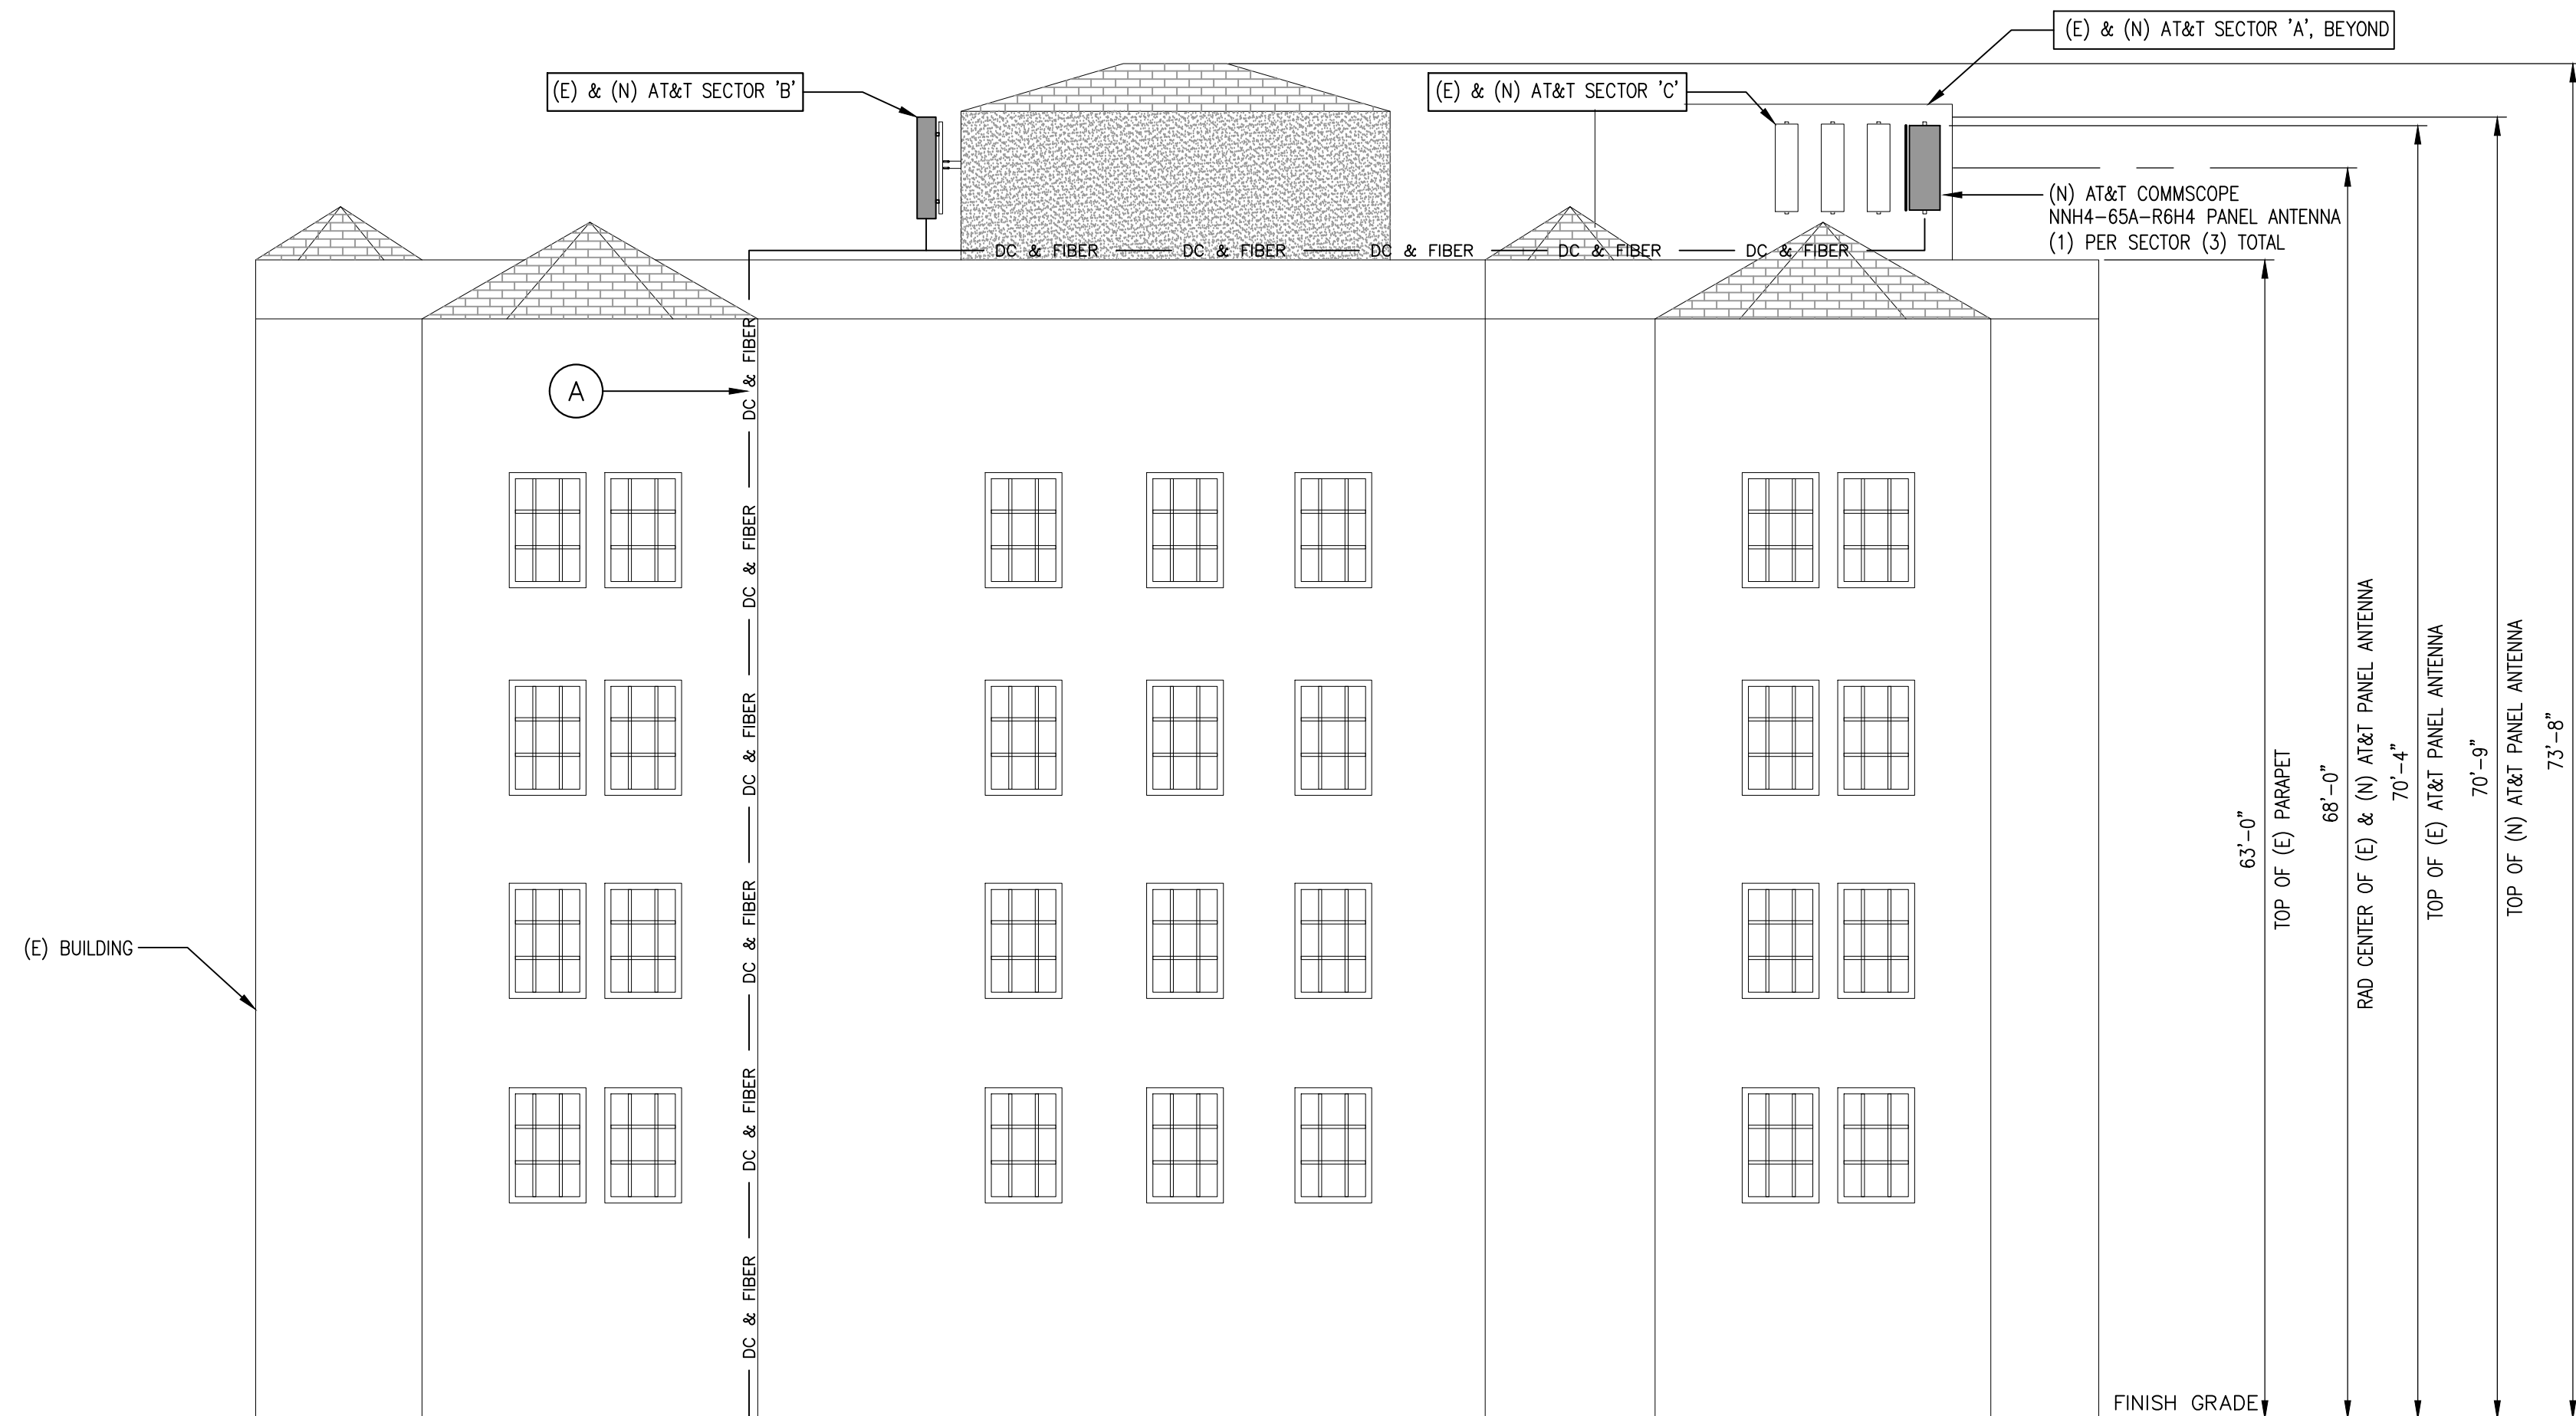 (E) & (N) AT&T SECTOR 'A', BEYOND
(E) & (N) AT&T SECTOR 'B'
(E) & (N) AT&T SECTOR 'C'
(N) AT&T COMMSCOPE
NNH4-65A-R6H4 PANEL ANTENNA
(1) PER SECTOR (3) TOTAL
DC & FIBER
DC & FIBER
DC & FIBER
DC & FIBER
DC & FIBER
A
DC & FIBER
DC & FIBER
DC & FIBER
DC & FIBER
DC & FIBER
DC & FIBER
(E) BUILDING
63'-0"
TOP OF (E) PARAPET
68'-0"
RAD CENTER OF (E) & (N) AT&T PANEL ANTENNA
70'-4"
TOP OF (E) AT&T PANEL ANTENNA
70'-9"
TOP OF (N) AT&T PANEL ANTENNA
73'-8"
FINISH GRADE